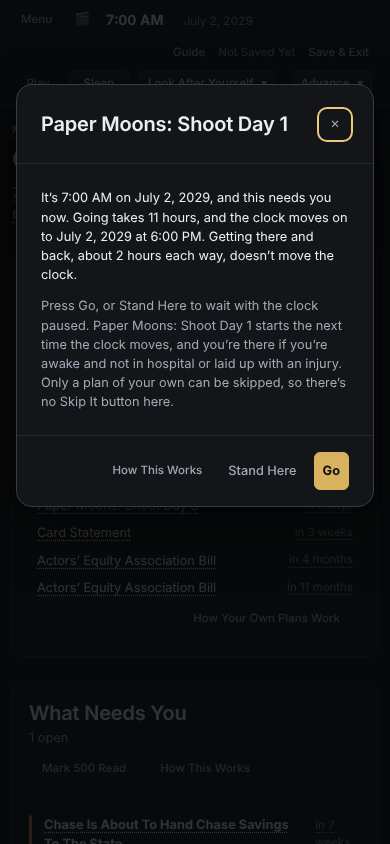 Menu 🎬 7:00 AM July 2, 2029
Guide Not Saved Yet Save & Exit
Play Sleep Look After Yourself Advance
Paper Moons: Shoot Day 1 ×
It’s 7:00 AM on July 2, 2029, and this needs you
now. Going takes 11 hours, and the clock moves on
to July 2, 2029 at 6:00 PM. Getting there and
back, about 2 hours each way, doesn’t move the
clock.
Press Go, or Stand Here to wait with the clock
paused. Paper Moons: Shoot Day 1 starts the next
time the clock moves, and you’re there if you’re
awake and not in hospital or laid up with an injury.
Only a plan of your own can be skipped, so there’s
no Skip It button here.
How This Works Stand Here Go
Card Statement in 3 weeks
Actors’ Equity Association Bill in 4 months
Actors’ Equity Association Bill in 11 months
How Your Own Plans Work
What Needs You
1 open
Mark 500 Read How This Works
Chase Is About To Hand Chase Savings in 7
To The State weeks